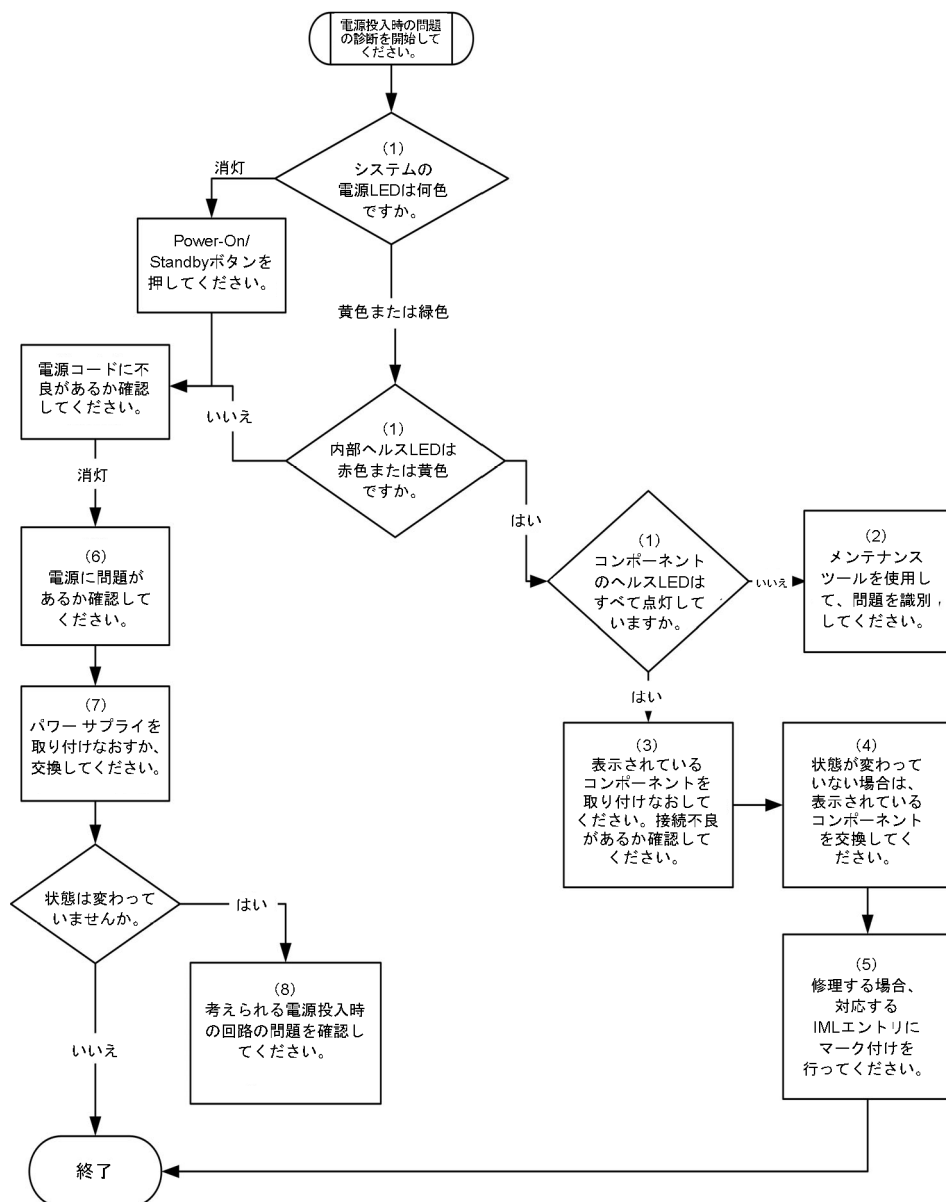 電源投入時の問題
の診断を開始して
ください。
(1)
システムの
電源LEDは何色
ですか。
消灯
Power-On/
Standbyボタンを
押してください。
黄色または緑色
電源コードに不
良があるか確認
してください。
いいえ
(1)
内部ヘルスLEDは
赤色または黄色
ですか。
消灯
はい
(1)
コンポーネント
のヘルスLEDは
すべて点灯して
いますか。
いいえ
(2)
メンテナンス
ツールを使用し
て、問題を識別,
してください。
(6)
電源に問題が
あるか確認して
ください。
はい
(7)
パワー サプライを
取り付けなおすか、
交換してください。
(3)
表示されている
コンポーネントを
取り付けなおして
ください。接続不良
があるか確認して
ください。
(4)
状態が変わって
いない場合は、
表示されている
コンポーネント
を交換してく
ださい。
状態は変わって
いませんか。
はい
(8)
考えられる電源投入時
の回路の問題を確認し
てください。
(5)
修理する場合、
対応する
IMLエントリに
マーク付けを
行ってください。
いいえ
終了